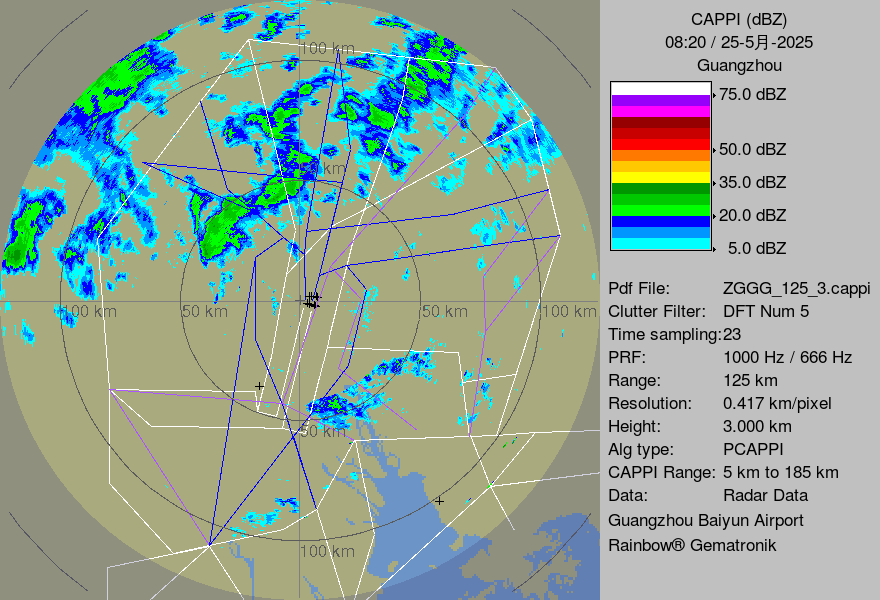 CAPPI (dBZ)
08:20 / 25-5月-2025
Guangzhou
75.0 dBZ
50.0 dBZ
35.0 dBZ
20.0 dBZ
5.0 dBZ
Pdf File: ZGGG_125_3.cappi
Clutter Filter: DFT Num 5
Time sampling:23
PRF: 1000 Hz / 666 Hz
Range: 125 km
Resolution: 0.417 km/pixel
Height: 3.000 km
Alg type: PCAPPI
CAPPI Range: 5 km to 185 km
Data: Radar Data
Guangzhou Baiyun Airport
Rainbow® Gematronik
100 km
km
100 km 50 km 50 km 100 km
50 km
100 km